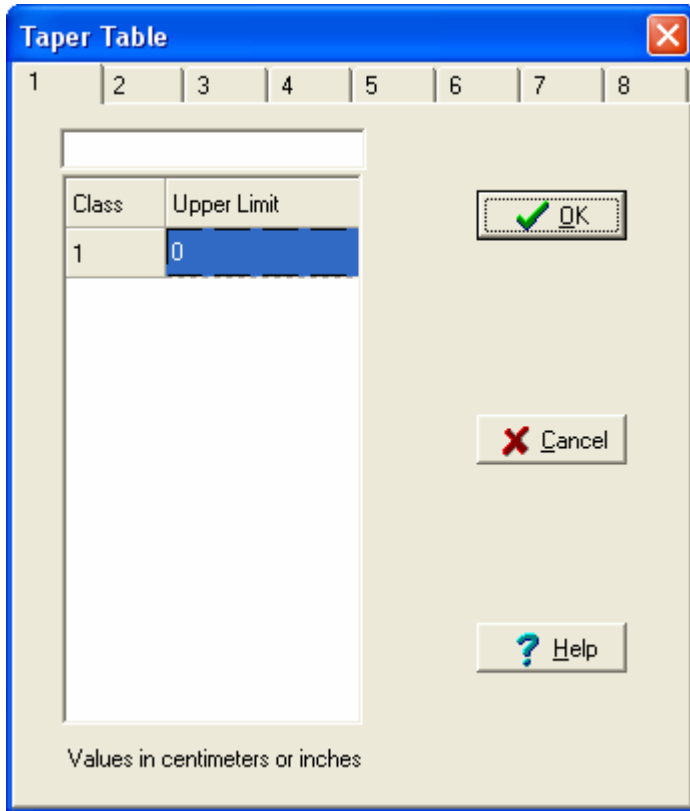 Taper Table
1 2 3 4 5 6 7 8
Class Upper Limit
1 0
OK
Cancel
Help
Values in centimeters or inches